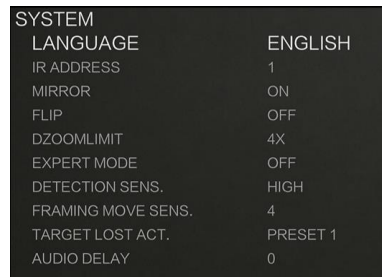 SYSTEM
LANGUAGE ENGLISH
IR ADDRESS 1
MIRROR ON
FLIP OFF
DZOOMLIMIT 4X
EXPERT MODE OFF
DETECTION SENS. HIGH
FRAMING MOVE SENS. 4
TARGET LOST ACT. PRESET 1
AUDIO DELAY 0